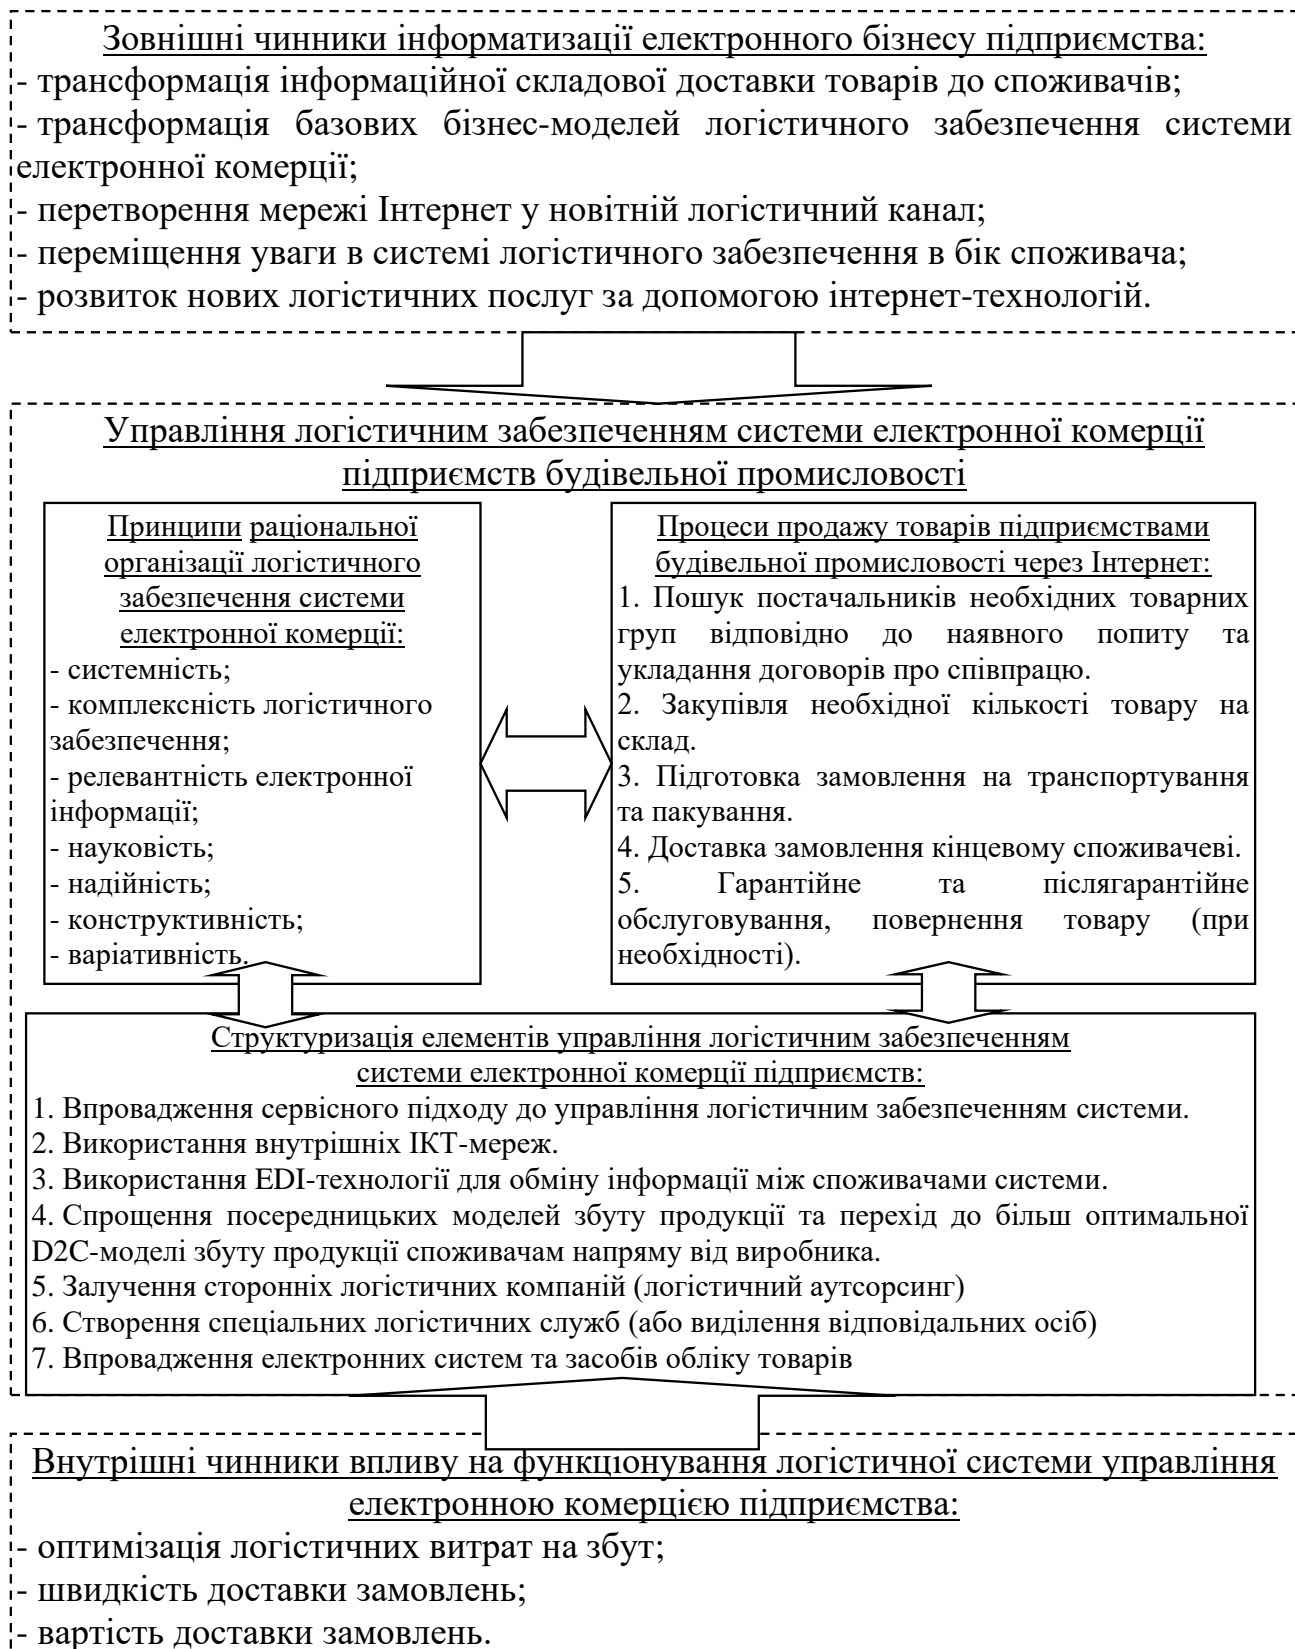 Зовнішні чинники інформатизації електронного бізнесу підприємства:
- трансформація інформаційної складової доставки товарів до споживачів;
- трансформація базових бізнес-моделей логістичного забезпечення системи
електронної комерції;
- перетворення мережі Інтернет у новітній логістичний канал;
- переміщення уваги в системі логістичного забезпечення в бік споживача;
- розвиток нових логістичних послуг за допомогою інтернет-технологій.
Управління логістичним забезпеченням системи електронної комерції
підприємств будівельної промисловості
Принципи раціональної
організації логістичного
забезпечення системи
електронної комерції:
- системність;
- комплексність логістичного
забезпечення;
- релевантність електронної
інформації;
- науковість;
- надійність;
- конструктивність;
- варіативність.
Процеси продажу товарів підприємствами
будівельної промисловості через Інтернет:
1. Пошук постачальників необхідних товарних
груп відповідно до наявного попиту та
укладання договорів про співпрацю.
2. Закупівля необхідної кількості товару на
склад.
3. Підготовка замовлення на транспортування
та пакування.
4. Доставка замовлення кінцевому споживачеві.
5. Гарантійне та післягарантійне
обслуговування, повернення товару (при
необхідності).
Структуризація елементів управління логістичним забезпеченням
системи електронної комерції підприємств:
1. Впровадження сервісного підходу до управління логістичним забезпеченням системи.
2. Використання внутрішніх ІКТ-мереж.
3. Використання EDI-технології для обміну інформації між споживачами системи.
4. Спрощення посередницьких моделей збуту продукції та перехід до більш оптимальної
D2C-моделі збуту продукції споживачам напряму від виробника.
5. Залучення сторонніх логістичних компаній (логістичний аутсорсинг)
6. Створення спеціальних логістичних служб (або виділення відповідальних осіб)
7. Впровадження електронних систем та засобів обліку товарів
Внутрішні чинники впливу на функціонування логістичної системи управління
електронною комерцією підприємства:
- оптимізація логістичних витрат на збут;
- швидкість доставки замовлень;
- вартість доставки замовлень.